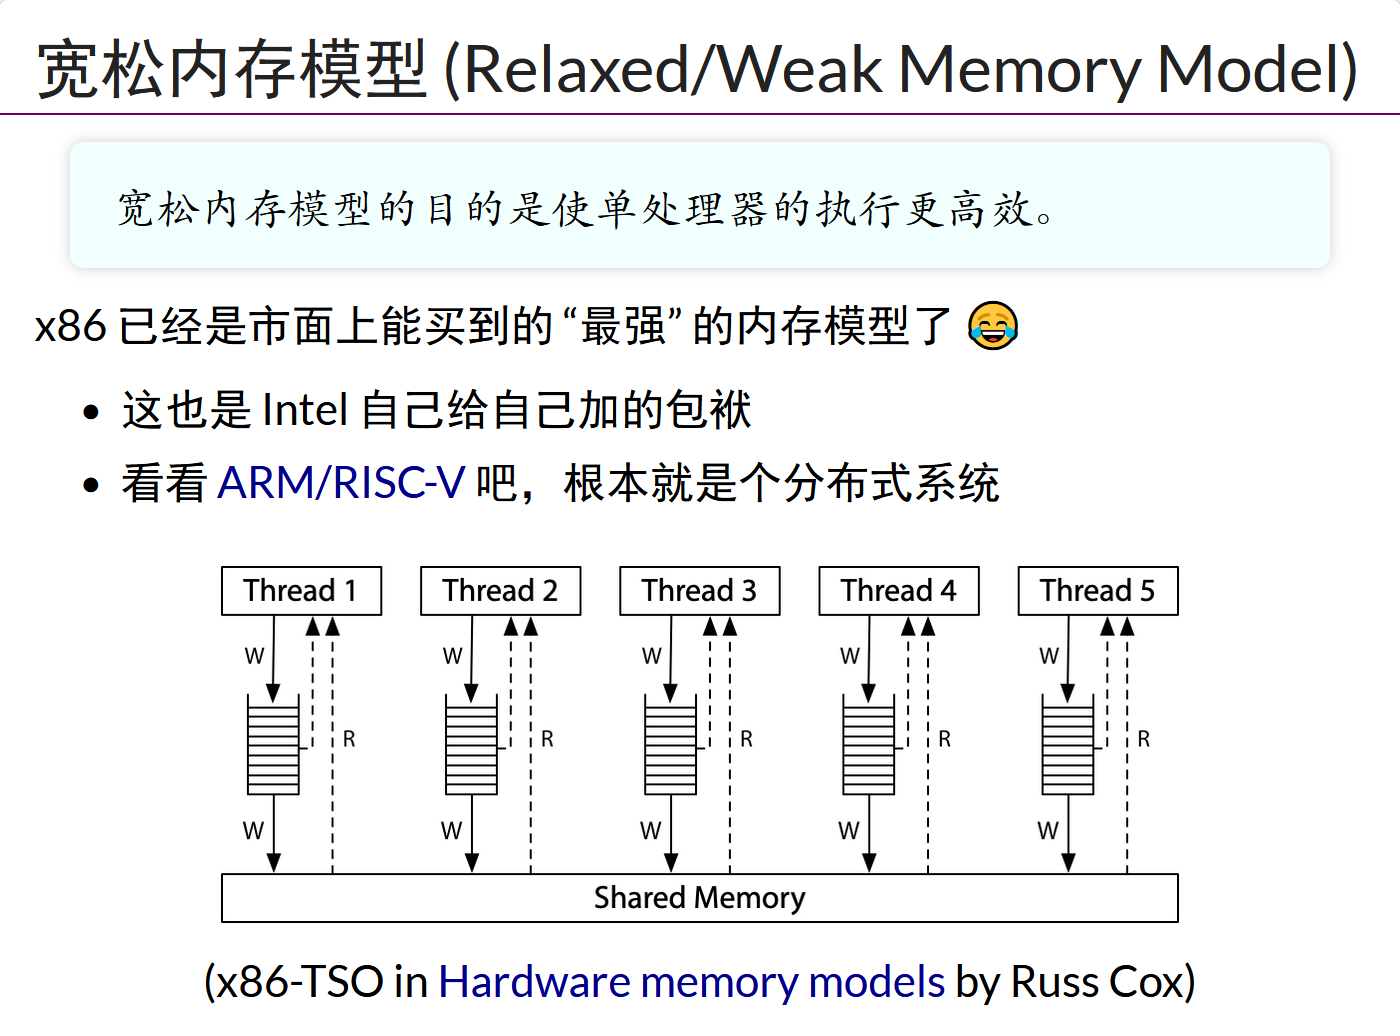 宽松内存模型 (Relaxed/Weak Memory Model)
宽松内存模型的目的是使单处理器的执行更高效。
x86 已经是市面上能买到的 “最强” 的内存模型了 😂
• 这也是 Intel 自己给自己加的包袱
• 看看 ARM/RISC-V 吧，根本就是个分布式系统
Thread 1 Thread 2 Thread 3 Thread 4 Thread 5
W W W W W
R R R R R
W W W W W
Shared Memory
(x86-TSO in Hardware memory models by Russ Cox)